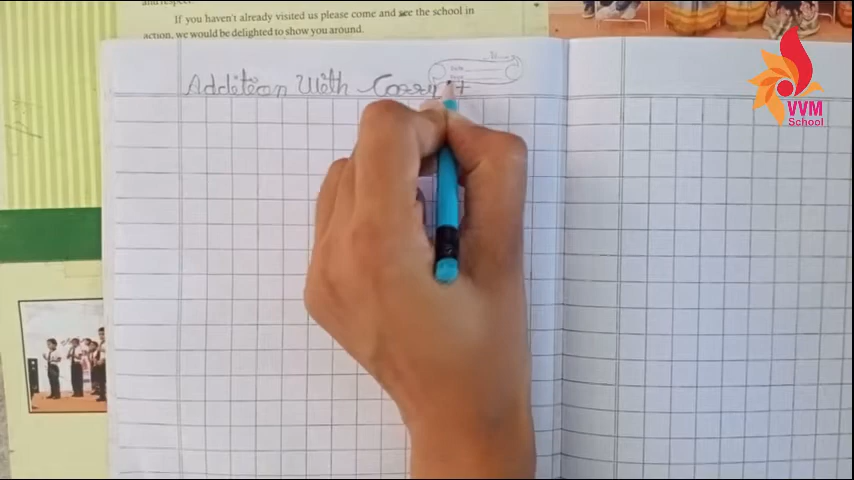 If you haven't already visited us please come and see the school in
action, we would be delighted to show you around.
Addition With Carry
VVM
School